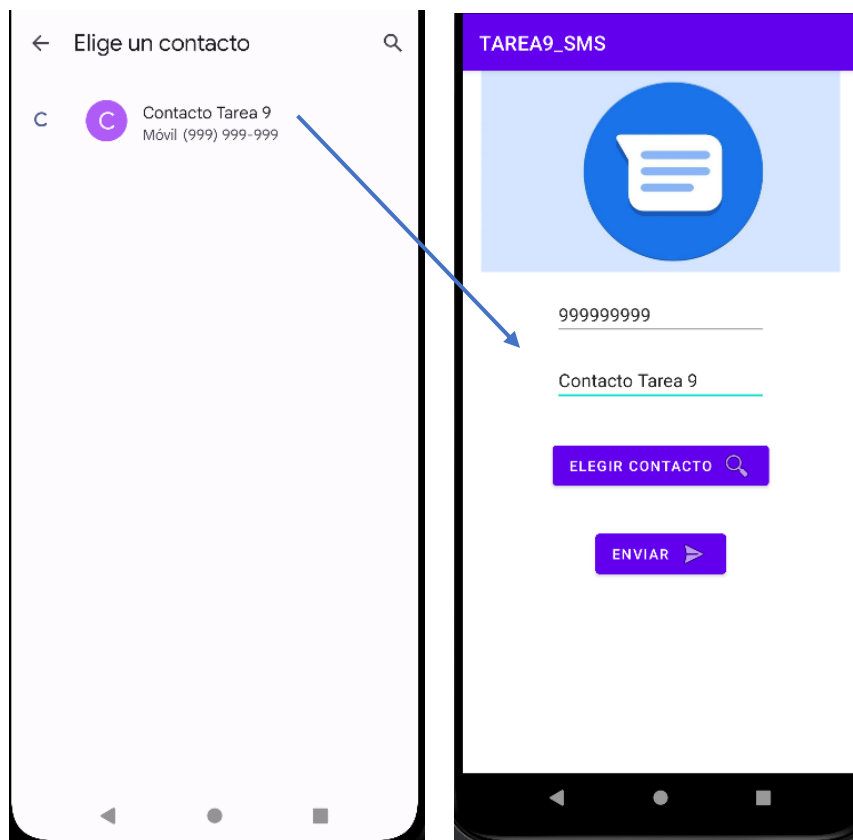 Elige un contacto
C
C
Contacto Tarea 9
Móvil (999) 999-999
TAREA9_SMS
999999999
Contacto Tarea 9
ELEGIR CONTACTO
ENVIAR